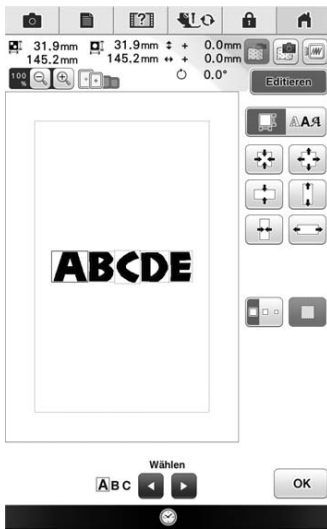 31.9mm 31.9mm + 0.0mm
145.2mm 145.2mm + 0.0mm
100 % 0.0°
Editieren
AAA
ABCDE
Wählen
ABC
OK